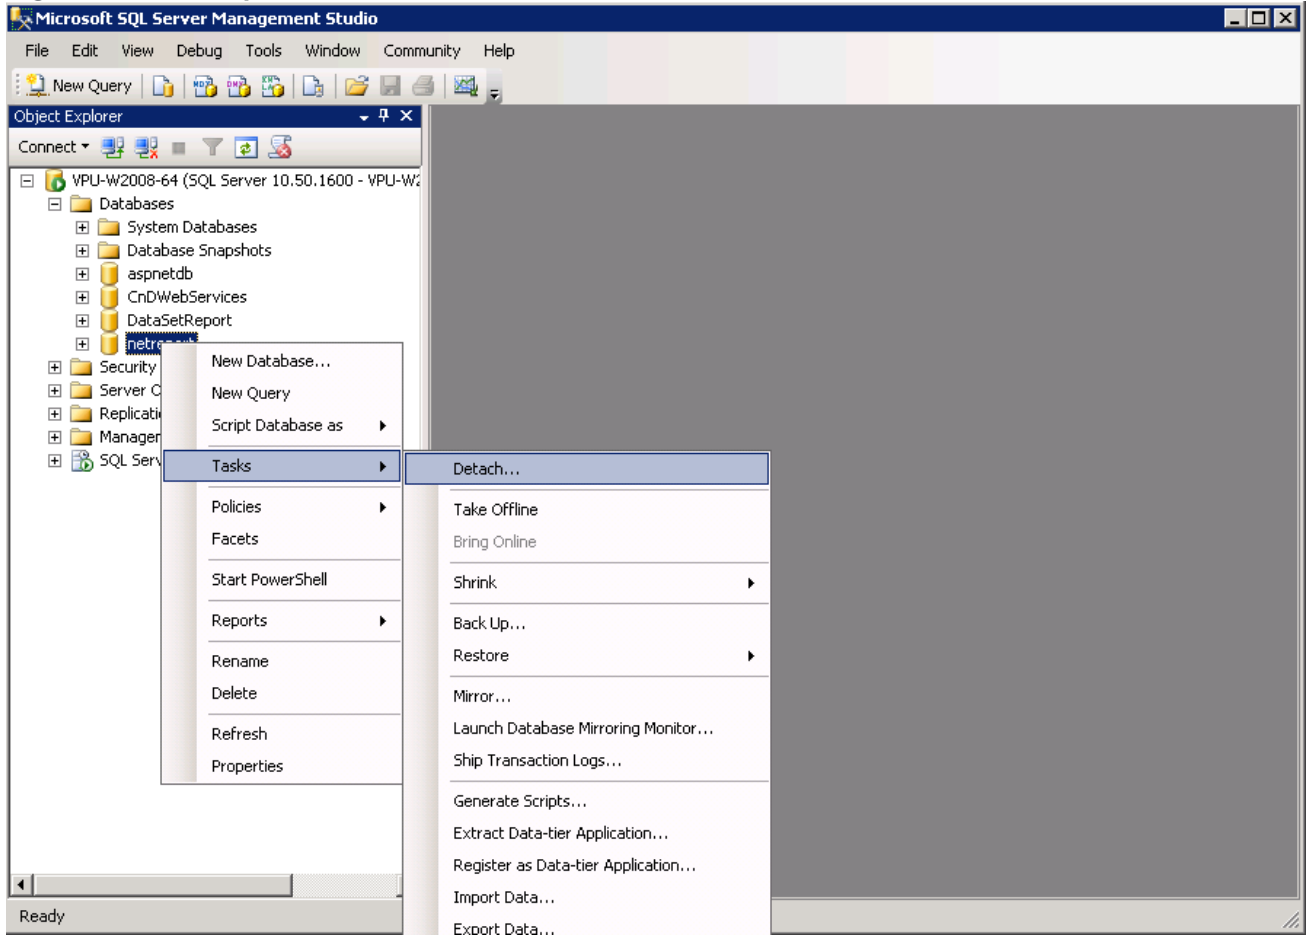 Microsoft SQL Server Management Studio
File Edit View Debug Tools Window Community Help
New Query
Object Explorer
Connect
VPU-W2008-64 (SQL Server 10.50.1600 - VPU-W2
Databases
System Databases
Database Snapshots
aspnetdb
CnDWebServices
DataSetReport
netreport
Security
Server O
Replicati
Manager
SQL Serv
New Database...
New Query
Script Database as
Tasks
Policies
Facets
Start PowerShell
Reports
Rename
Delete
Refresh
Properties
Detach...
Take Offline
Bring Online
Shrink
Back Up...
Restore
Mirror...
Launch Database Mirroring Monitor...
Ship Transaction Logs...
Generate Scripts...
Extract Data-tier Application...
Register as Data-tier Application...
Import Data...
Export Data...
Ready